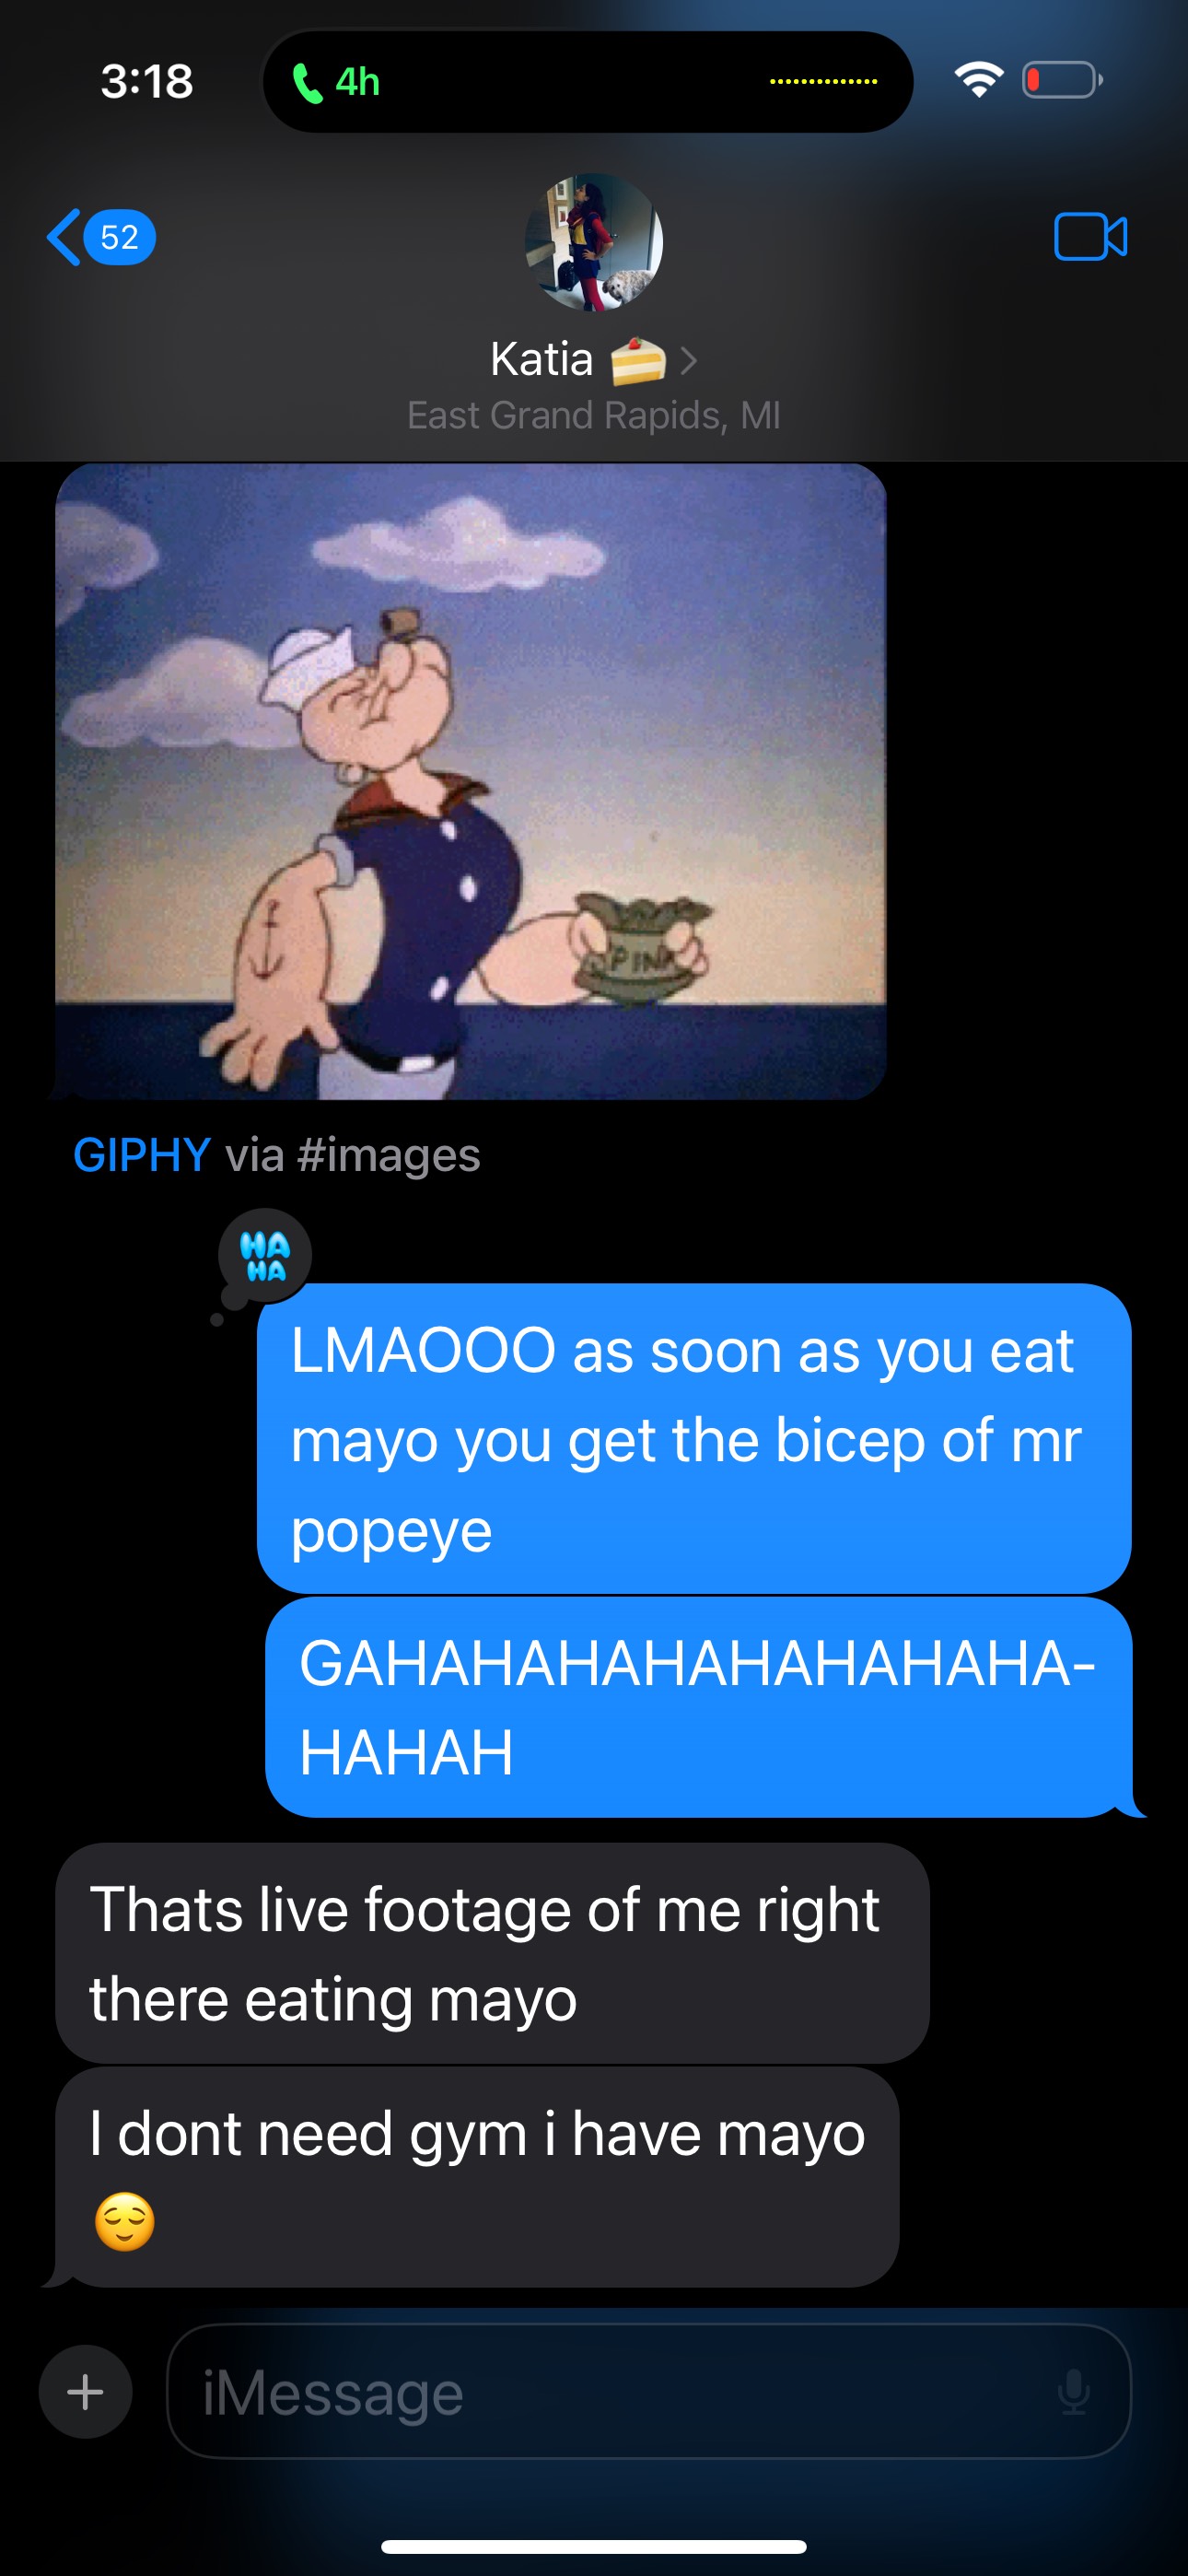 3:18
4h
52
Katia 🍰 >
East Grand Rapids, MI
GIPHY via #images
HA
HA
LMAOOO as soon as you eat
mayo you get the bicep of mr
popeye
GAHAHAHAHAHAHAHAHAHA-
HAHAH
Thats live footage of me right
there eating mayo
I dont need gym i have mayo
😌
iMessage